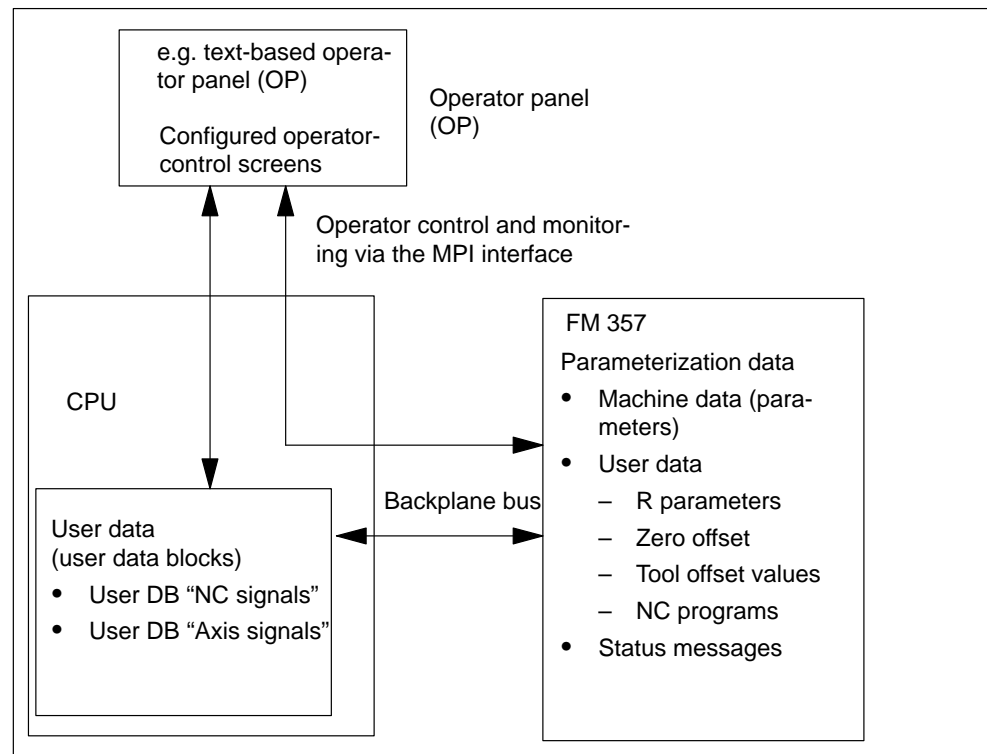 e.g. text-based opera-
tor panel (OP)
Configured operator-
control screens
Operator panel
(OP)
Operator control and monitor-
ing via the MPI interface
CPU
User data
(user data blocks)
• User DB “NC signals”
• User DB “Axis signals”
Backplane bus
FM 357
Parameterization data
• Machine data (para-
meters)
• User data
– R parameters
– Zero offset
– Tool offset values
– NC programs
• Status messages